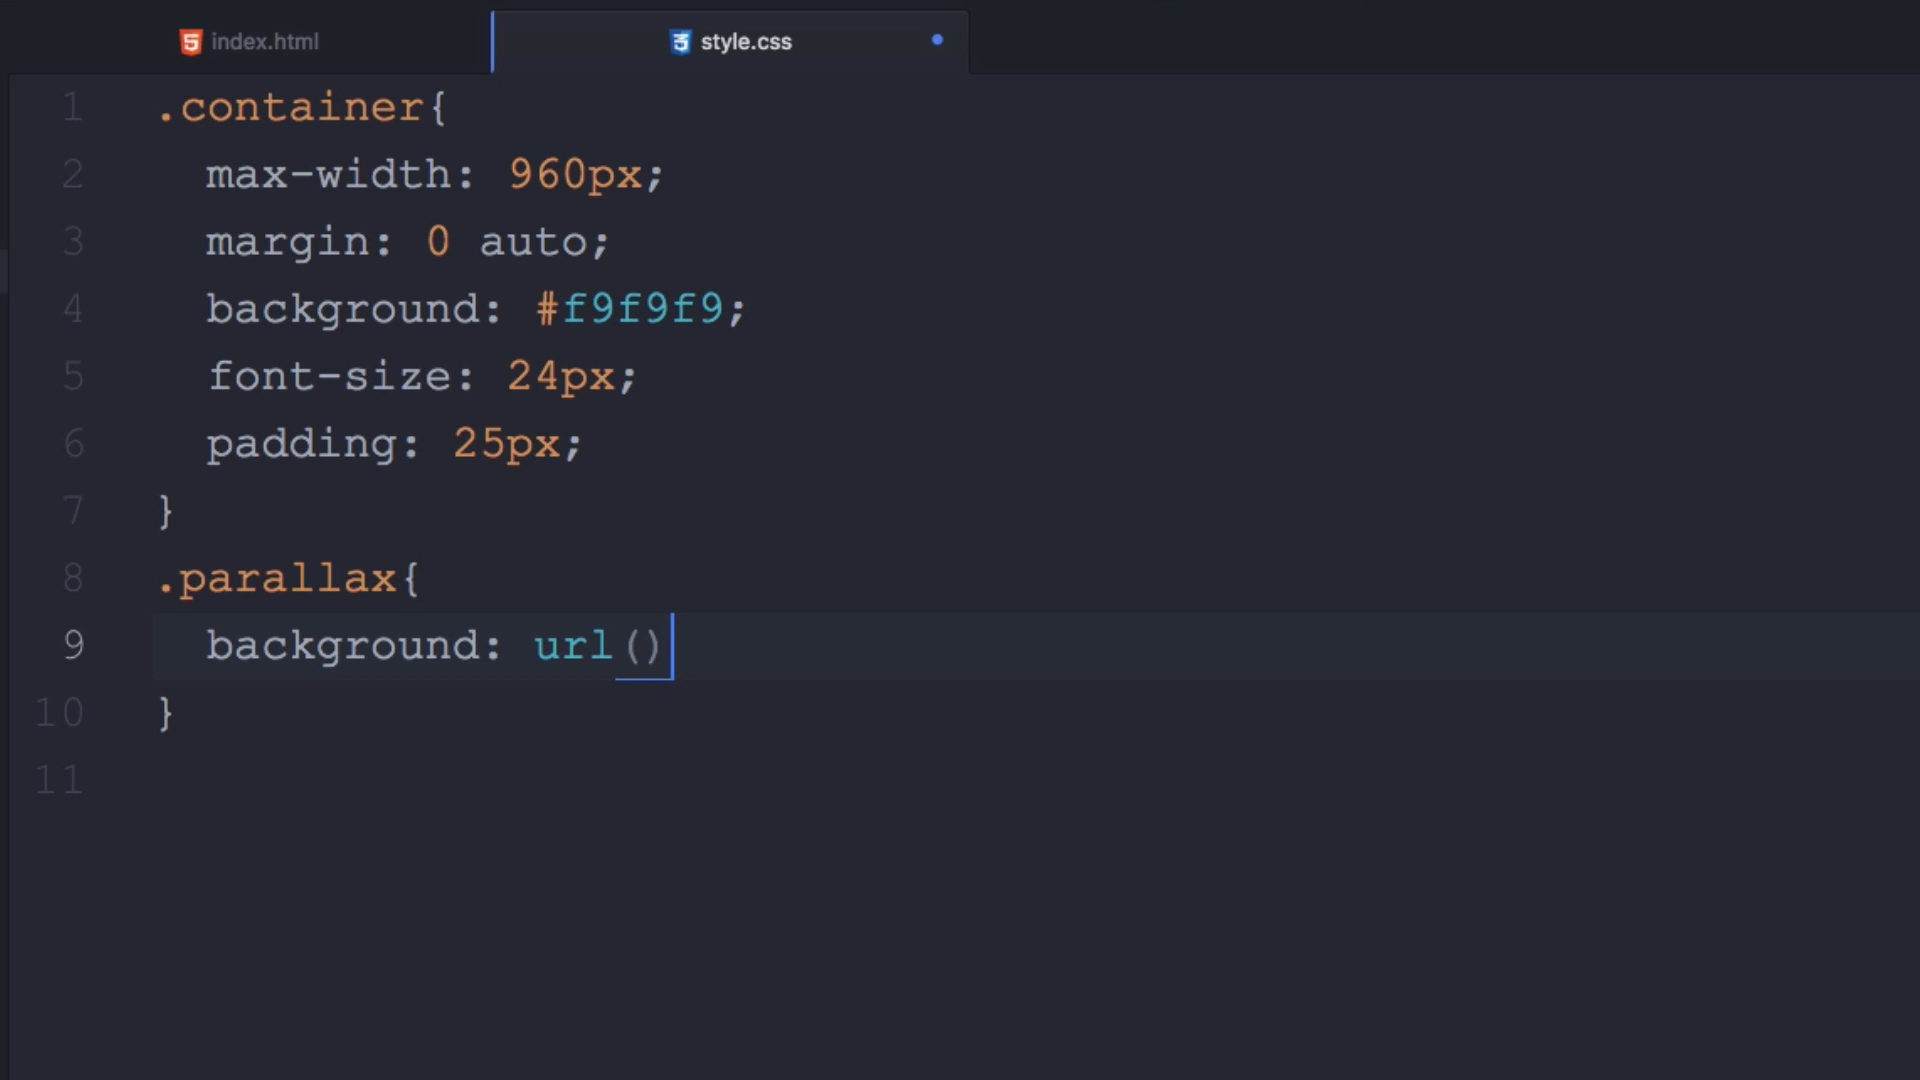 index.html
style.css
1 .container{
2 max-width: 960px;
3 margin: 0 auto;
4 background: #f9f9f9;
5 font-size: 24px;
6 padding: 25px;
7 }
8 .parallax{
9 background: url()
10 }
11